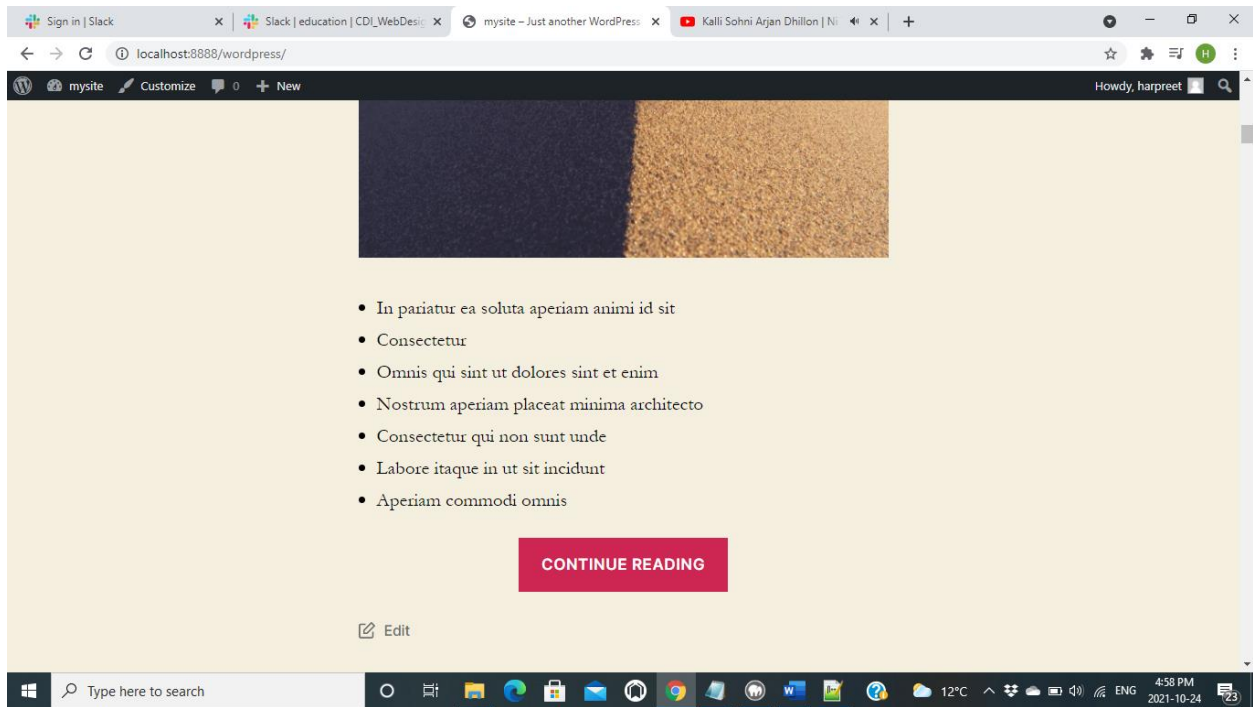 Sign in | Slack
Slack | education | CDI_WebDesig
mysite – Just another WordPress
Kalli Sohni Arjan Dhillon | Ni
localhost:8888/wordpress/
H
mysite
Customize
0
New
Howdy, harpreet
In pariatur ea soluta aperiam animi id sit
Consectetur
Omnis qui sint ut dolores sint et enim
Nostrum aperiam placeat minima architecto
Consectetur qui non sunt unde
Labore itaque in ut sit incidunt
Aperiam commodi omnis
CONTINUE READING
Edit
Type here to search
12°C
ENG
4:58 PM
2021-10-24
23